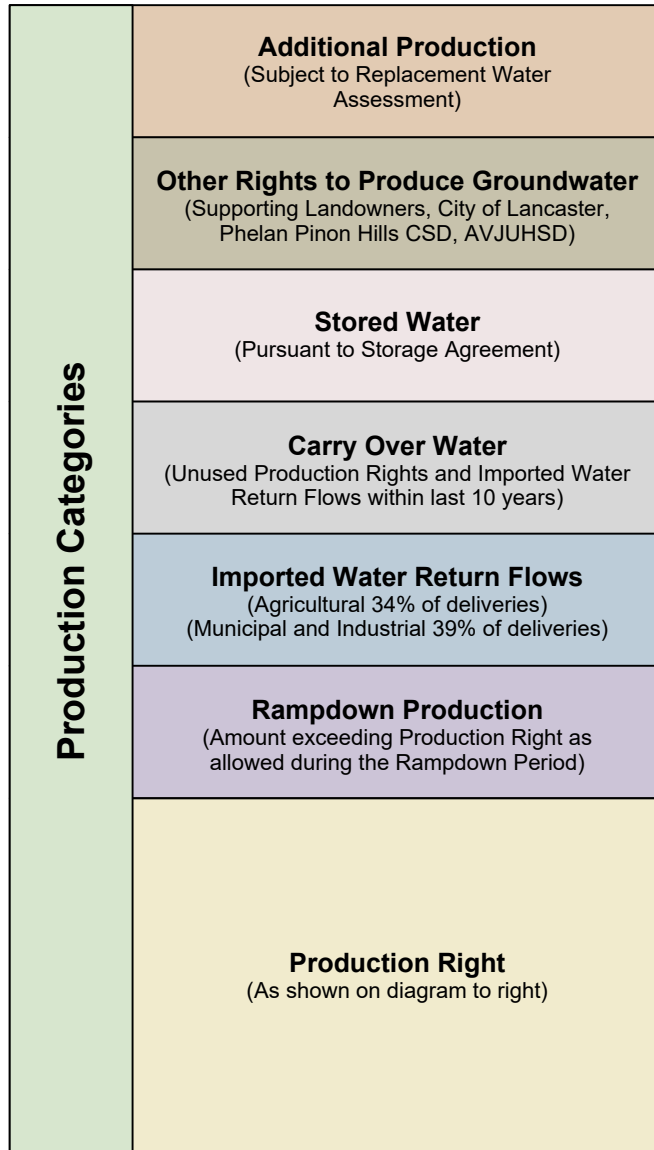 Production Categories
Additional Production
(Subject to Replacement Water
Assessment)
Other Rights to Produce Groundwater
(Supporting Landowners, City of Lancaster,
Phelan Pinon Hills CSD, AVJUHSD)
Stored Water
(Pursuant to Storage Agreement)
Carry Over Water
(Unused Production Rights and Imported Water
Return Flows within last 10 years)
Imported Water Return Flows
(Agricultural 34% of deliveries)
(Municipal and Industrial 39% of deliveries)
Rampdown Production
(Amount exceeding Production Right as
allowed during the Rampdown Period)
Production Right
(As shown on diagram to right)